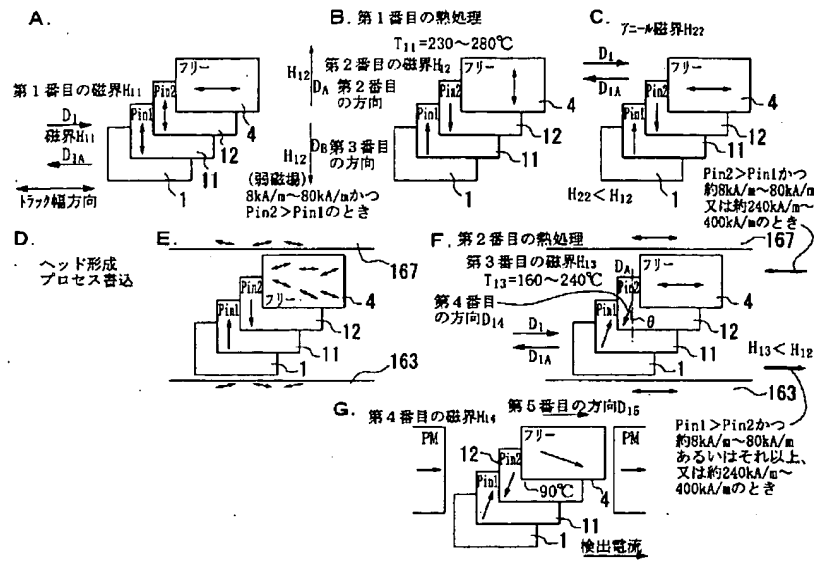 A.
第1番目の磁界H11
D1
磁界H11
D1A
トラック幅方向
Pin1
Pin2
フリー
4
12
11
1
B. 第1番目の熱処理
T11=230～280℃
第2番目の磁界H12
H12
DA 第2番目
の方向
H12
DB 第3番目
の方向
(弱磁場)
8kA/m～80kA/mかつ
Pin2>Pin1のとき
Pin1
Pin2
フリー
4
12
11
1
C.
アニール磁界H22
D1
D1A
Pin1
Pin2
フリー
4
12
11
1
H22<H12
Pin2>Pin1かつ
約8kA/m～80kA/m
又は約240kA/m～
400kA/mのとき
D.
ヘッド形成
プロセス書込
E.
167
Pin1
Pin2
フリー
4
12
11
1
163
F. 第2番目の熱処理
167
第3番目の磁界H13
T13=160～240℃
第4番目
の方向D14
D1
D1A
DA
θ
Pin1
Pin2
フリー
4
12
11
1
163
H13<H12
Pin1>Pin2かつ
約8kA/m～80kA/m
あるいはそれ以上、
又は約240kA/m～
400kA/mのとき
G.
第4番目の磁界H14
第5番目の方向D15
PM
12
Pin1
Pin2
フリー
90℃
PM
4
11
1
検出電流